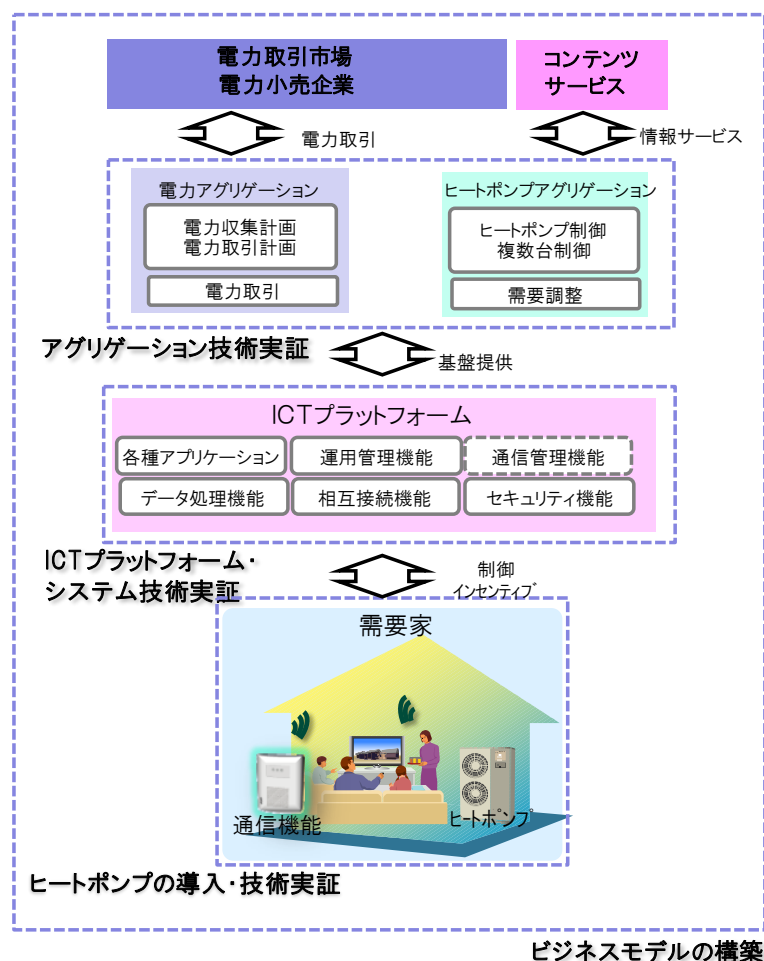 電力取引市場
電力小売企業
コンテンツ
サービス
電力取引
情報サービス
電力アグリゲーション
電力収集計画
電力取引計画
電力取引
ヒートポンプアグリゲーション
ヒートポンプ制御
複数台制御
需要調整
アグリゲーション技術実証
基盤提供
ICTプラットフォーム
各種アプリケーション
運用管理機能
通信管理機能
データ処理機能
相互接続機能
セキュリティ機能
ICTプラットフォーム・
システム技術実証
制御
インセンティブ
需要家
通信機能
ヒートポンプ
ヒートポンプの導入・技術実証
ビジネスモデルの構築